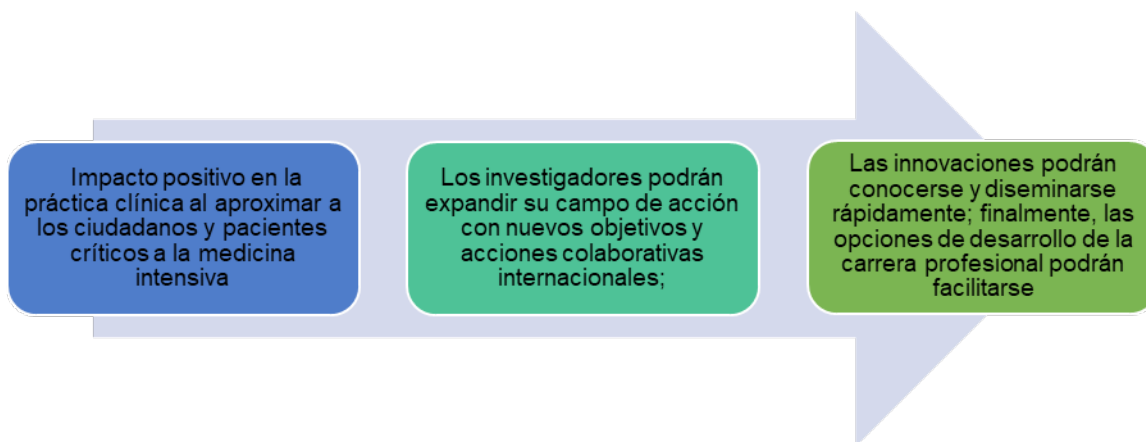 Impacto positivo en la
práctica clínica al aproximar a
los ciudadanos y pacientes
críticos a la medicina
intensiva
Los investigadores podrán
expandir su campo de acción
con nuevos objetivos y
acciones colaborativas
internacionales;
Las innovaciones podrán
conocerse y diseminarse
rápidamente; finalmente, las
opciones de desarrollo de la
carrera profesional podrán
facilitarse